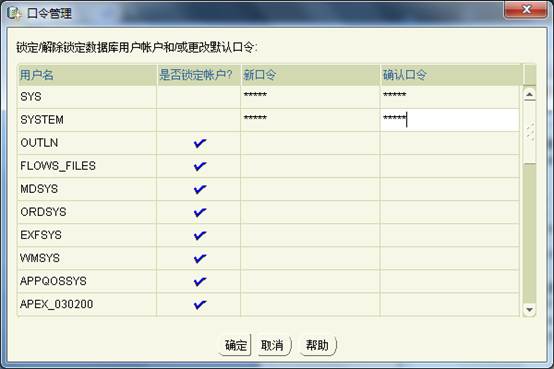 口令管理
锁定/解除锁定数据库用户帐户和/或更改默认口令:
用户名 是否锁定帐户? 新口令 确认口令
SYS ***** *****
SYSTEM ***** *****
OUTLN
FLOWS_FILES
MDSYS
ORDSYS
EXFSYS
WMSYS
APPQOSSYS
APEX_030200
确定 取消 帮助